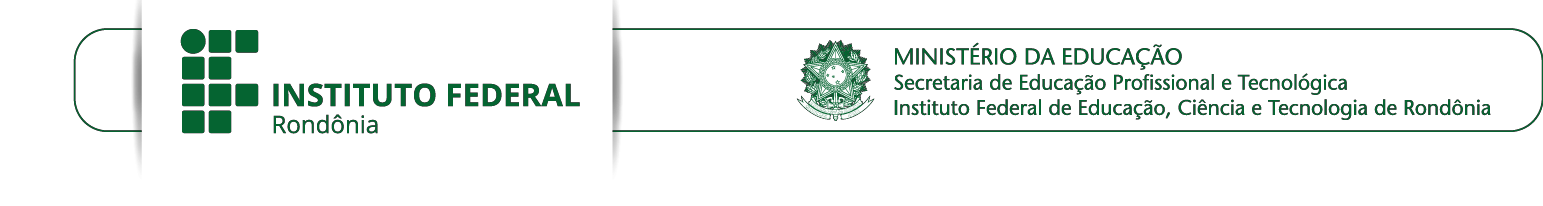 INSTITUTO FEDERAL
Rondônia
MINISTÉRIO DA EDUCAÇÃO
Secretaria de Educação Profissional e Tecnológica
Instituto Federal de Educação, Ciência e Tecnologia de Rondônia